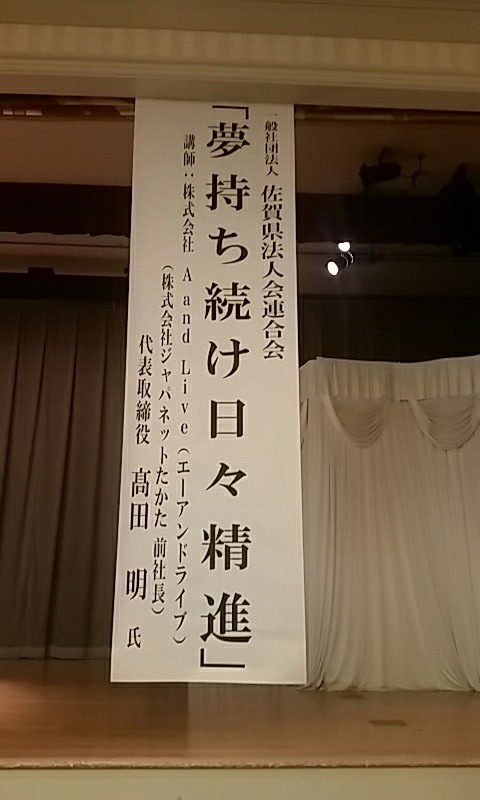 一般社団法人 佐賀県法人会連合会
「夢持ち続け日々精進」
講師：株式会社 A and Live（エーアンドライブ）
（株式会社ジャパネットたかた 前社長）
代表取締役 髙田 明 氏